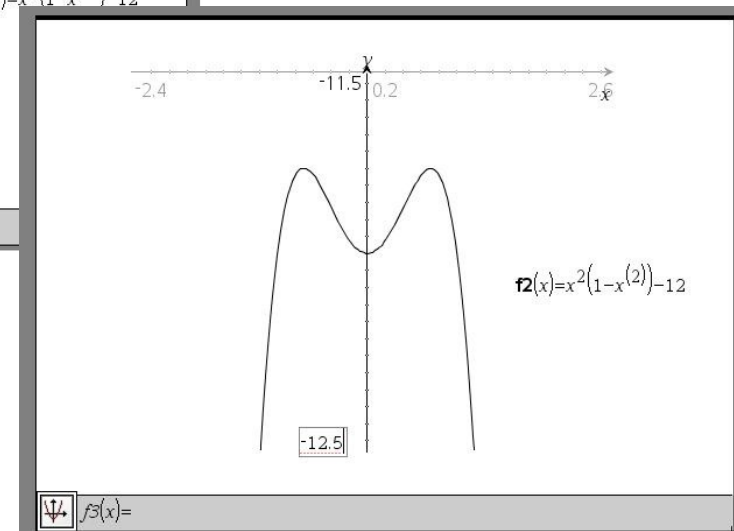 y
-11.5
-2.4 0.2 2.6
x
f2(x)=x²(1-x⁽²⁾)-12
-12.5
f3(x)=